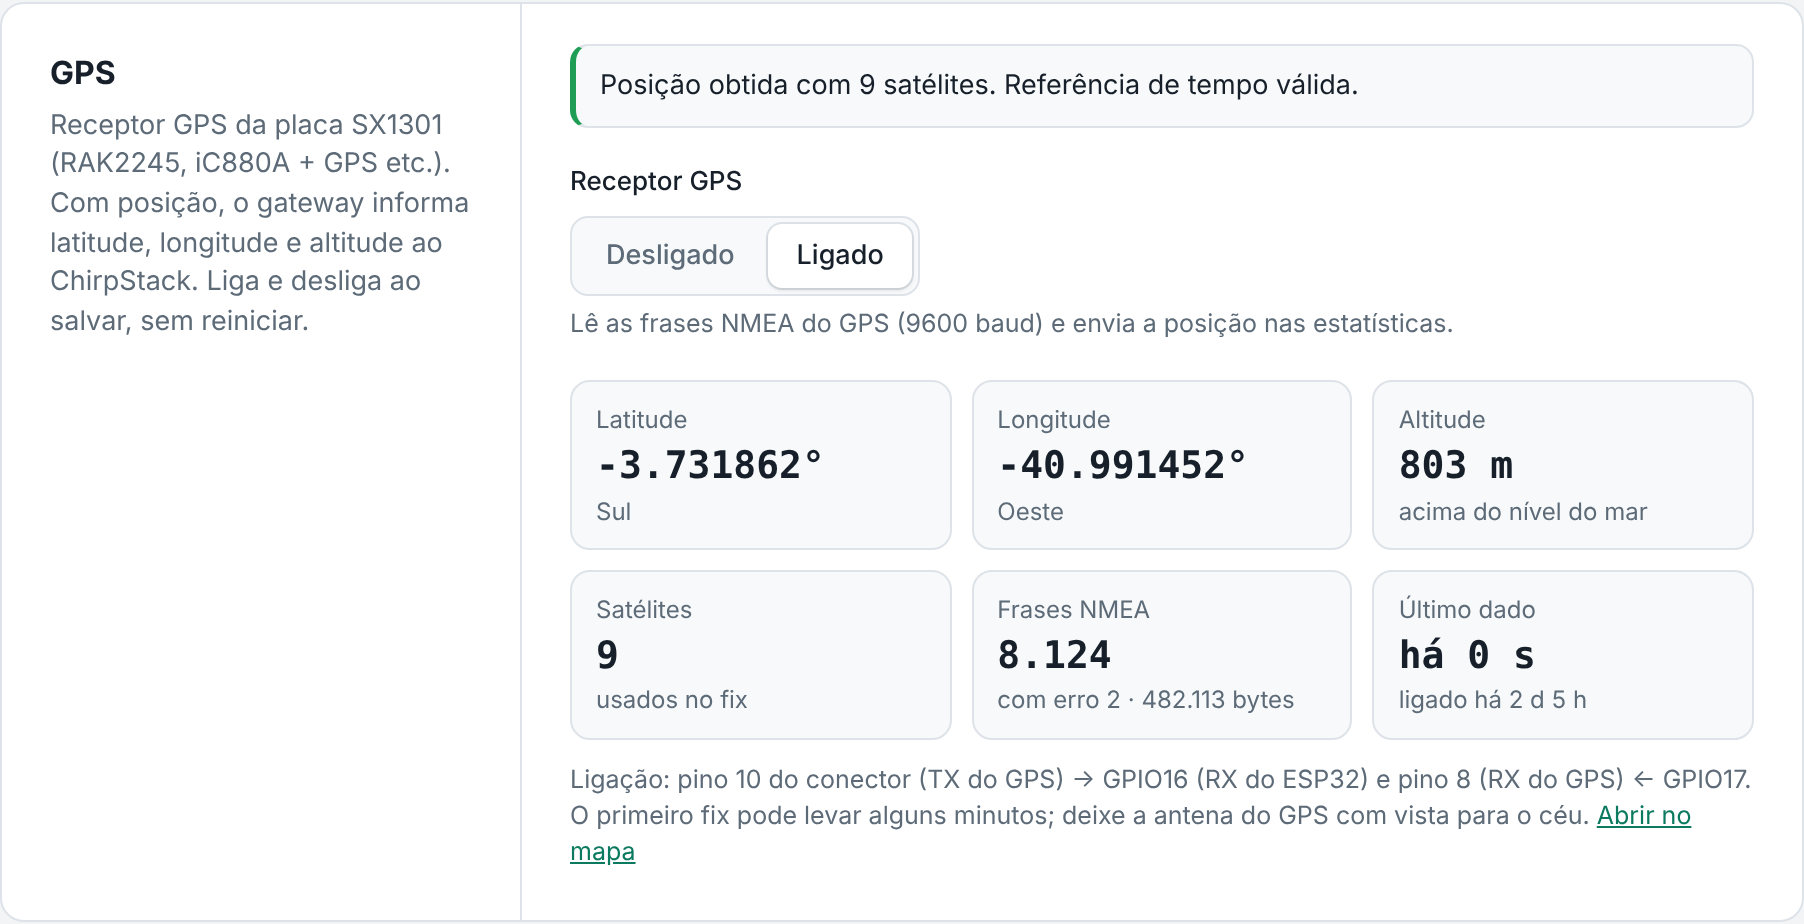 GPS
Receptor GPS da placa SX1301
(RAK2245, iC880A + GPS etc.).
Com posição, o gateway informa
latitude, longitude e altitude ao
ChirpStack. Liga e desliga ao
salvar, sem reiniciar.
Posição obtida com 9 satélites. Referência de tempo válida.
Receptor GPS
Desligado Ligado
Lê as frases NMEA do GPS (9600 baud) e envia a posição nas estatísticas.
Latitude
-3.731862°
Sul
Longitude
-40.991452°
Oeste
Altitude
803 m
acima do nível do mar
Satélites
9
usados no fix
Frases NMEA
8.124
com erro 2 · 482.113 bytes
Último dado
há 0 s
ligado há 2 d 5 h
Ligação: pino 10 do conector (TX do GPS) → GPIO16 (RX do ESP32) e pino 8 (RX do GPS) ← GPIO17.
O primeiro fix pode levar alguns minutos; deixe a antena do GPS com vista para o céu. Abrir no
mapa